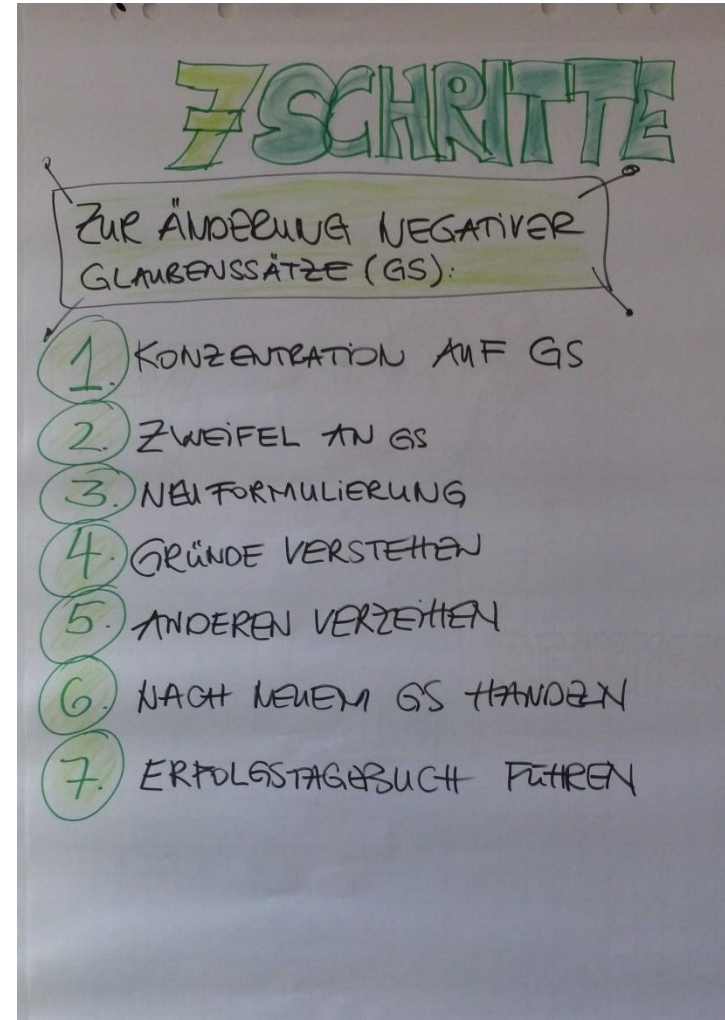 7 SCHRITTE
ZUR ÄNDERUNG NEGATIVER
GLAUBENSSÄTZE (GS):
1. KONZENTRATION AUF GS
2. ZWEIFEL AN GS
3. NEUFORMULIERUNG
4. GRÜNDE VERSTEHEN
5. ANDEREN VERZEIHEN
6. NACH NEUEM GS HANDELN
7. ERFOLGSTAGEBUCH FÜHREN